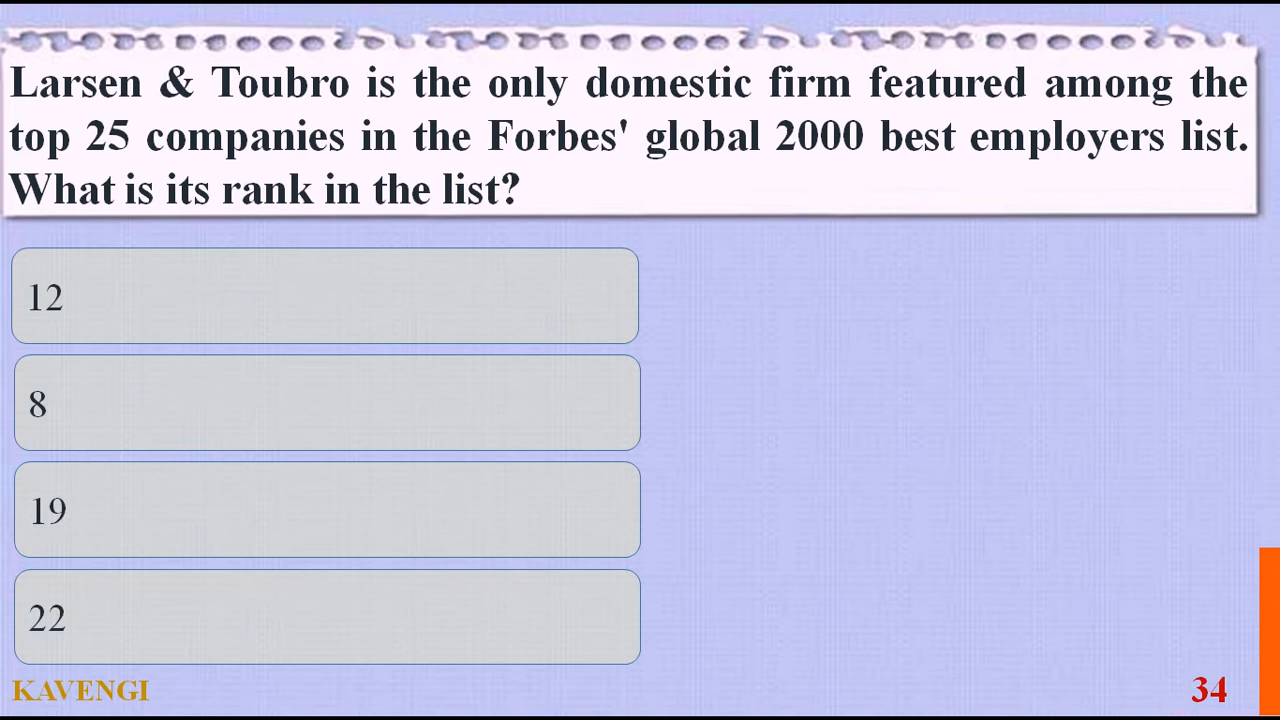 Larsen & Toubro is the only domestic firm featured among the
top 25 companies in the Forbes' global 2000 best employers list.
What is its rank in the list?
12
8
19
22
KAVENGI
34